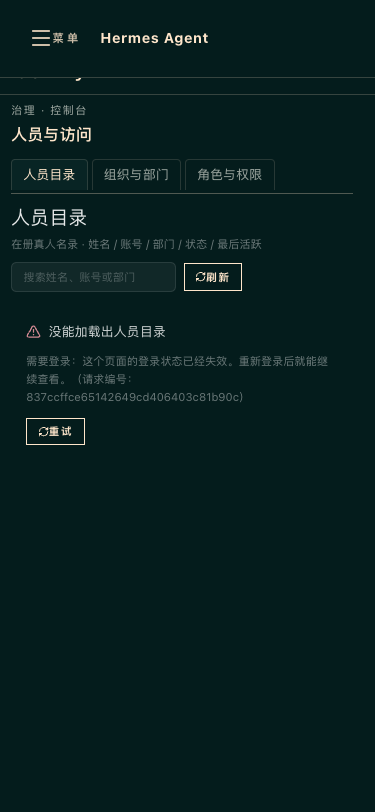 菜单 Hermes Agent
治理 · 控制台
人员与访问
人员目录 组织与部门 角色与权限
人员目录
在册真人名录 · 姓名 / 账号 / 部门 / 状态 / 最后活跃
搜索姓名、账号或部门 刷新
没能加载出人员目录
需要登录：这个页面的登录状态已经失效。重新登录后就能继
续查看。（请求编号：
837ccffce65142649cd406403c81b90c）
重试